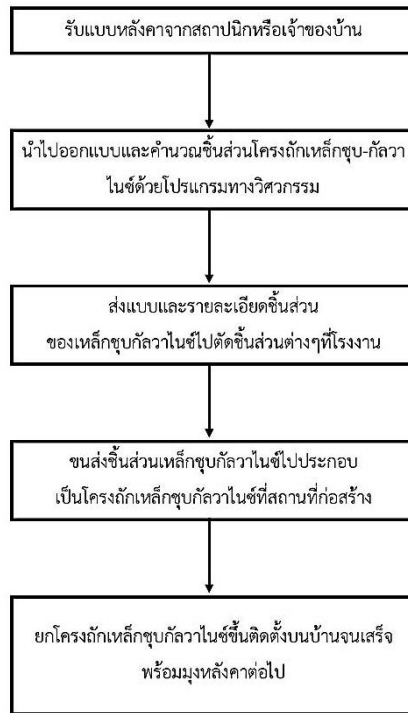 รับแบบหลังคาจากสถาปนิกหรือเจ้าของบ้าน
นำไปออกแบบและคำนวณชิ้นส่วนโครงถักเหล็กชุบ-กัลวา
ไนซ์ด้วยโปรแกรมทางวิศวกรรม
ส่งแบบและรายละเอียดชิ้นส่วน
ของเหล็กชุบกัลวาไนซ์ไปตัดชิ้นส่วนต่างๆที่โรงงาน
ขนส่งชิ้นส่วนเหล็กชุบกัลวาไนซ์ไปประกอบ
เป็นโครงถักเหล็กชุบกัลวาไนซ์ที่สถานที่ก่อสร้าง
ยกโครงถักเหล็กชุบกัลวาไนซ์ขึ้นติดตั้งบนบ้านจนเสร็จ
พร้อมมุงหลังคาต่อไป